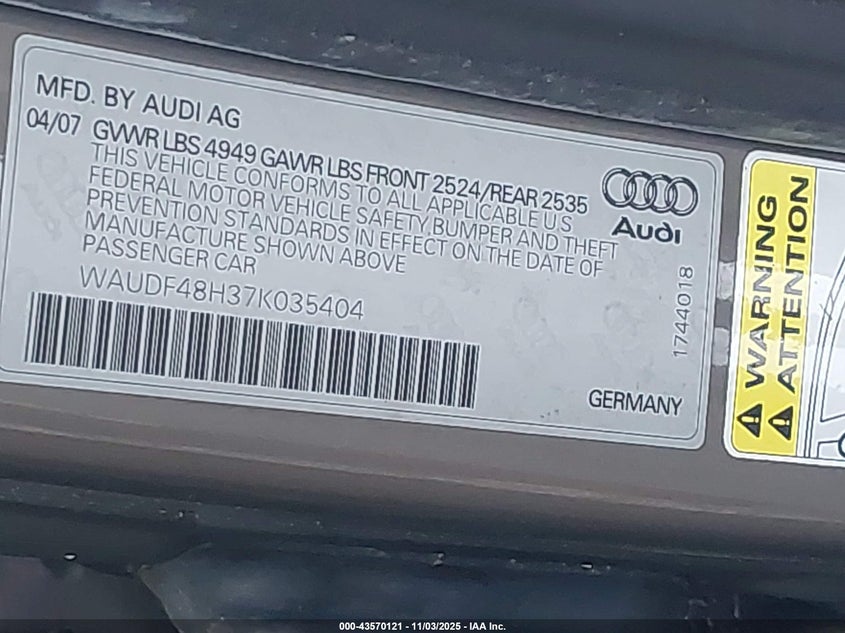 MFD. BY AUDI AG
04/07 GVWR LBS 4949 GAWR LBS FRONT 2524/REAR 2535
THIS VEHICLE CONFORMS TO ALL APPLICABLE U.S
FEDERAL MOTOR VEHICLE SAFETY,BUMPER AND THEFT
PREVENTION STANDARDS IN EFFECT ON THE DATE OF
MANUFACTURE SHOWN ABOVE
PASSENGER CAR
WAUDF48H37K035404
Audi
1744018
GERMANY
WARNING
ATTENTION
000-43570121 - 11/03/2025 - IAA Inc.